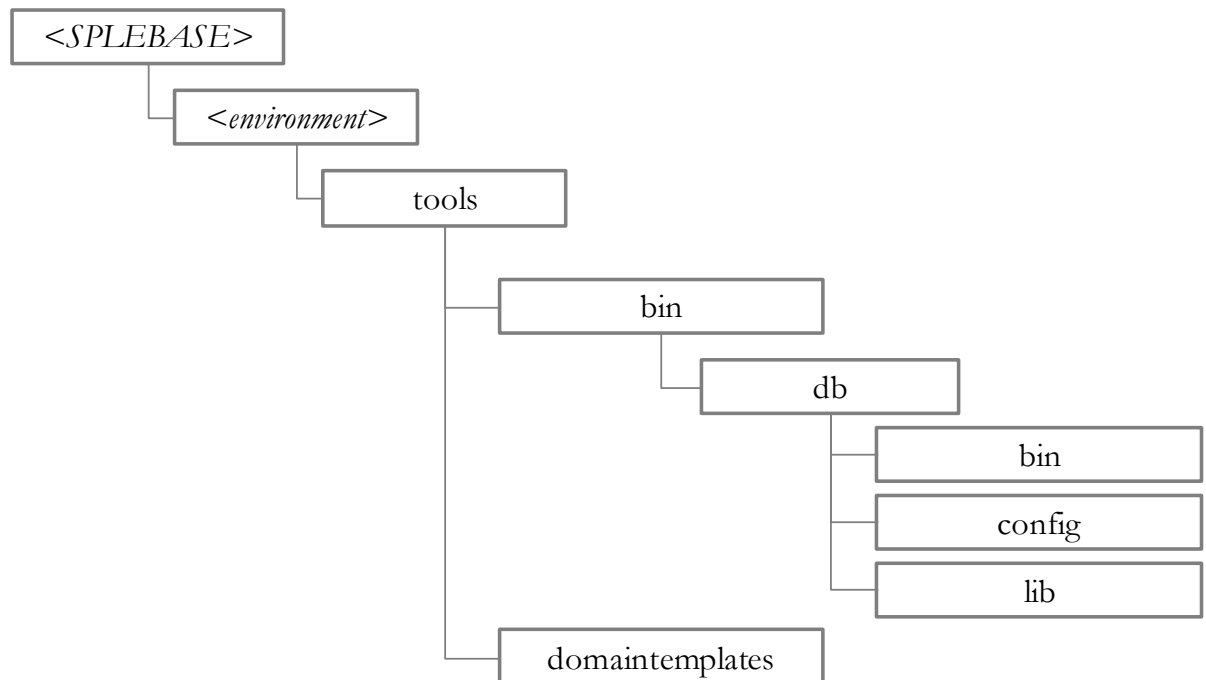 <SPLEBASE>
<environment>
tools
bin
db
bin
config
lib
domaintemplates